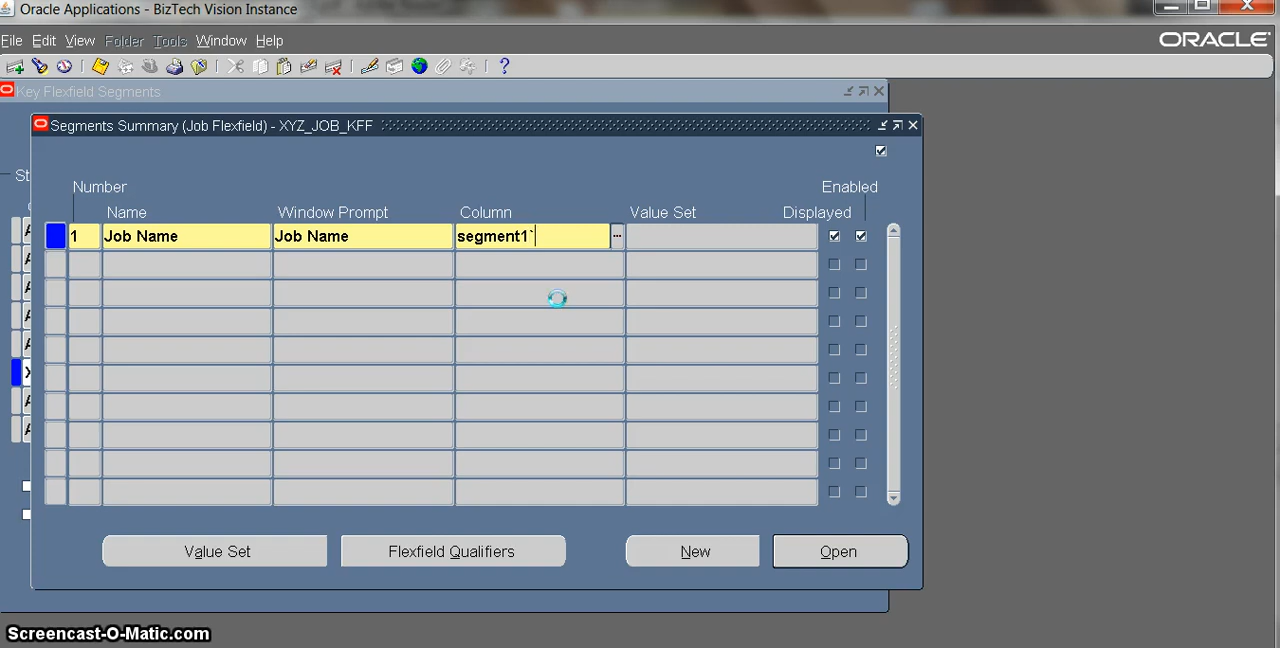 Oracle Applications - BizTech Vision Instance
File Edit View Folder Tools Window Help
ORACLE
Key Flexfield Segments
Segments Summary (Job Flexfield) - XYZ_JOB_KFF
St
Number Enabled
Name Window Prompt Column Value Set Displayed
1 Job Name Job Name segment1`
Value Set Flexfield Qualifiers New Open
Screencast-O-Matic.com